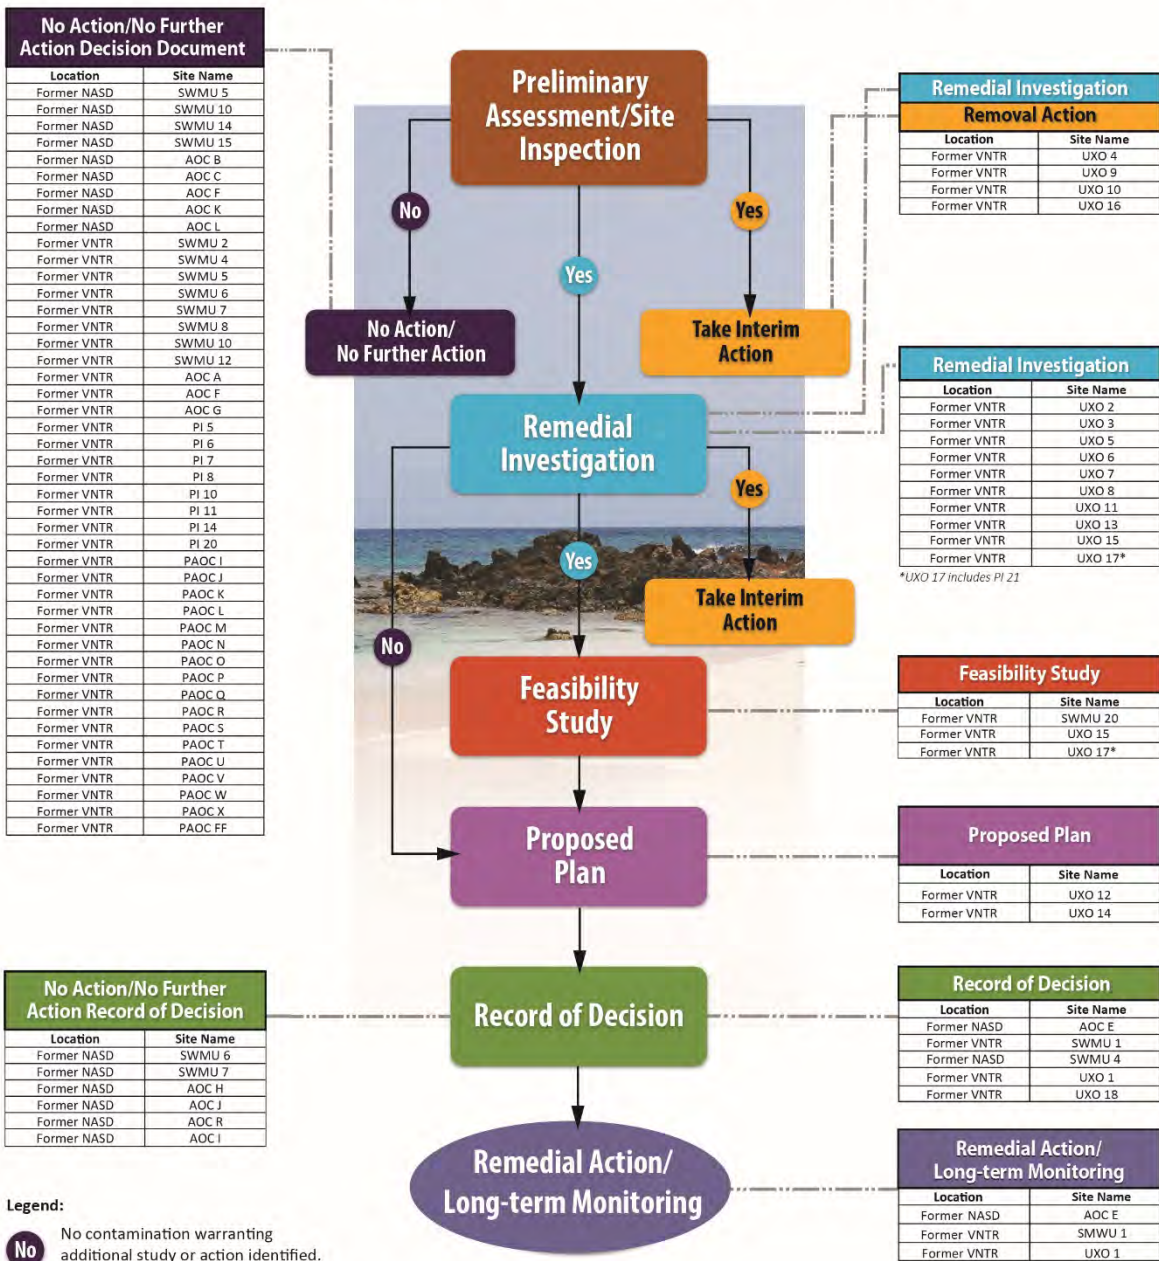 No Action/No Further
Action Decision Document
Location Site Name
Former NASD SWMU 5
Former NASD SWMU 10
Former NASD SWMU 14
Former NASD SWMU 15
Former NASD AOC B
Former NASD AOC C
Former NASD AOC F
Former NASD AOC K
Former NASD AOC L
Former VNTR SWMU 2
Former VNTR SWMU 4
Former VNTR SWMU 5
Former VNTR SWMU 6
Former VNTR SWMU 7
Former VNTR SWMU 8
Former VNTR SWMU 10
Former VNTR SWMU 12
Former VNTR AOC A
Former VNTR AOC F
Former VNTR AOC G
Former VNTR PI 5
Former VNTR PI 6
Former VNTR PI 7
Former VNTR PI 8
Former VNTR PI 10
Former VNTR PI 11
Former VNTR PI 14
Former VNTR PI 20
Former VNTR PAOC I
Former VNTR PAOC J
Former VNTR PAOC K
Former VNTR PAOC L
Former VNTR PAOC M
Former VNTR PAOC N
Former VNTR PAOC O
Former VNTR PAOC P
Former VNTR PAOC Q
Former VNTR PAOC R
Former VNTR PAOC S
Former VNTR PAOC T
Former VNTR PAOC U
Former VNTR PAOC V
Former VNTR PAOC W
Former VNTR PAOC X
Former VNTR PAOC FF
No Action/No Further
Action Record of Decision
Location Site Name
Former NASD SWMU 6
Former NASD SWMU 7
Former NASD AOC H
Former NASD AOC J
Former NASD AOC R
Former NASD AOC I
Legend:
No
No contamination warranting
additional study or action identified.
Preliminary
Assessment/Site
Inspection
No
Yes
Yes
No Action/
No Further Action
Take Interim
Action
Remedial
Investigation
Yes
Yes
No
Take Interim
Action
Feasibility
Study
Proposed
Plan
Record of Decision
Remedial Action/
Long-term Monitoring
Remedial Investigation
Removal Action
Location Site Name
Former VNTR UXO 4
Former VNTR UXO 9
Former VNTR UXO 10
Former VNTR UXO 16
Remedial Investigation
Location Site Name
Former VNTR UXO 2
Former VNTR UXO 3
Former VNTR UXO 5
Former VNTR UXO 6
Former VNTR UXO 7
Former VNTR UXO 8
Former VNTR UXO 11
Former VNTR UXO 13
Former VNTR UXO 15
Former VNTR UXO 17*
*UXO 17 includes PI 21
Feasibility Study
Location Site Name
Former VNTR SWMU 20
Former VNTR UXO 15
Former VNTR UXO 17*
Proposed Plan
Location Site Name
Former VNTR UXO 12
Former VNTR UXO 14
Record of Decision
Location Site Name
Former NASD AOC E
Former VNTR SWMU 1
Former NASD SWMU 4
Former VNTR UXO 1
Former VNTR UXO 18
Remedial Action/
Long-term Monitoring
Location Site Name
Former NASD AOC E
Former VNTR SMWU 1
Former VNTR UXO 1